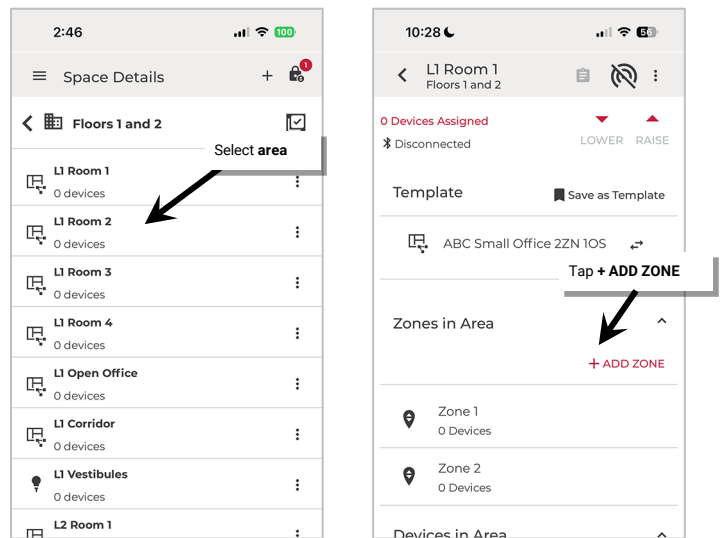 2:46
100
Space Details
1
Floors 1 and 2
Select area
L1 Room 1
0 devices
L1 Room 2
0 devices
L1 Room 3
0 devices
L1 Room 4
0 devices
L1 Open Office
0 devices
L1 Corridor
0 devices
L1 Vestibules
0 devices
L2 Room 1
10:28
56
L1 Room 1
Floors 1 and 2
0 Devices Assigned
Disconnected
LOWER RAISE
Template
Save as Template
ABC Small Office 2ZN 1OS
Tap + ADD ZONE
Zones in Area
+ ADD ZONE
Zone 1
0 Devices
Zone 2
0 Devices
Devices in Area